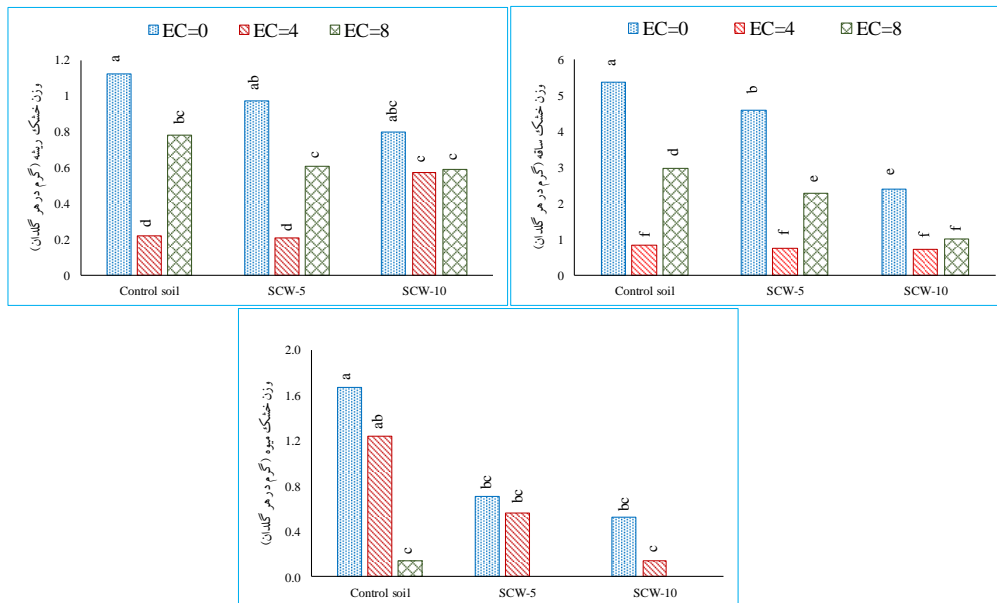 EC=0 EC=4 EC=8
وزن خشک ریشه (گرم در هر گلدان)
1.2
1
0.8
0.6
0.4
0.2
0
a
d
bc
ab
d
c
abc
c
c
Control soil SCW-5 SCW-10
EC=0 EC=4 EC=8
وزن خشک ساقه (گرم در هر گلدان)
6
5
4
3
2
1
0
a
f
d
b
f
e
e
f
f
Control soil SCW-5 SCW-10
وزن خشک میوه (گرم در هر گلدان)
2.0
1.6
1.2
0.8
0.4
0.0
a
ab
c
bc
bc
bc
c
Control soil SCW-5 SCW-10